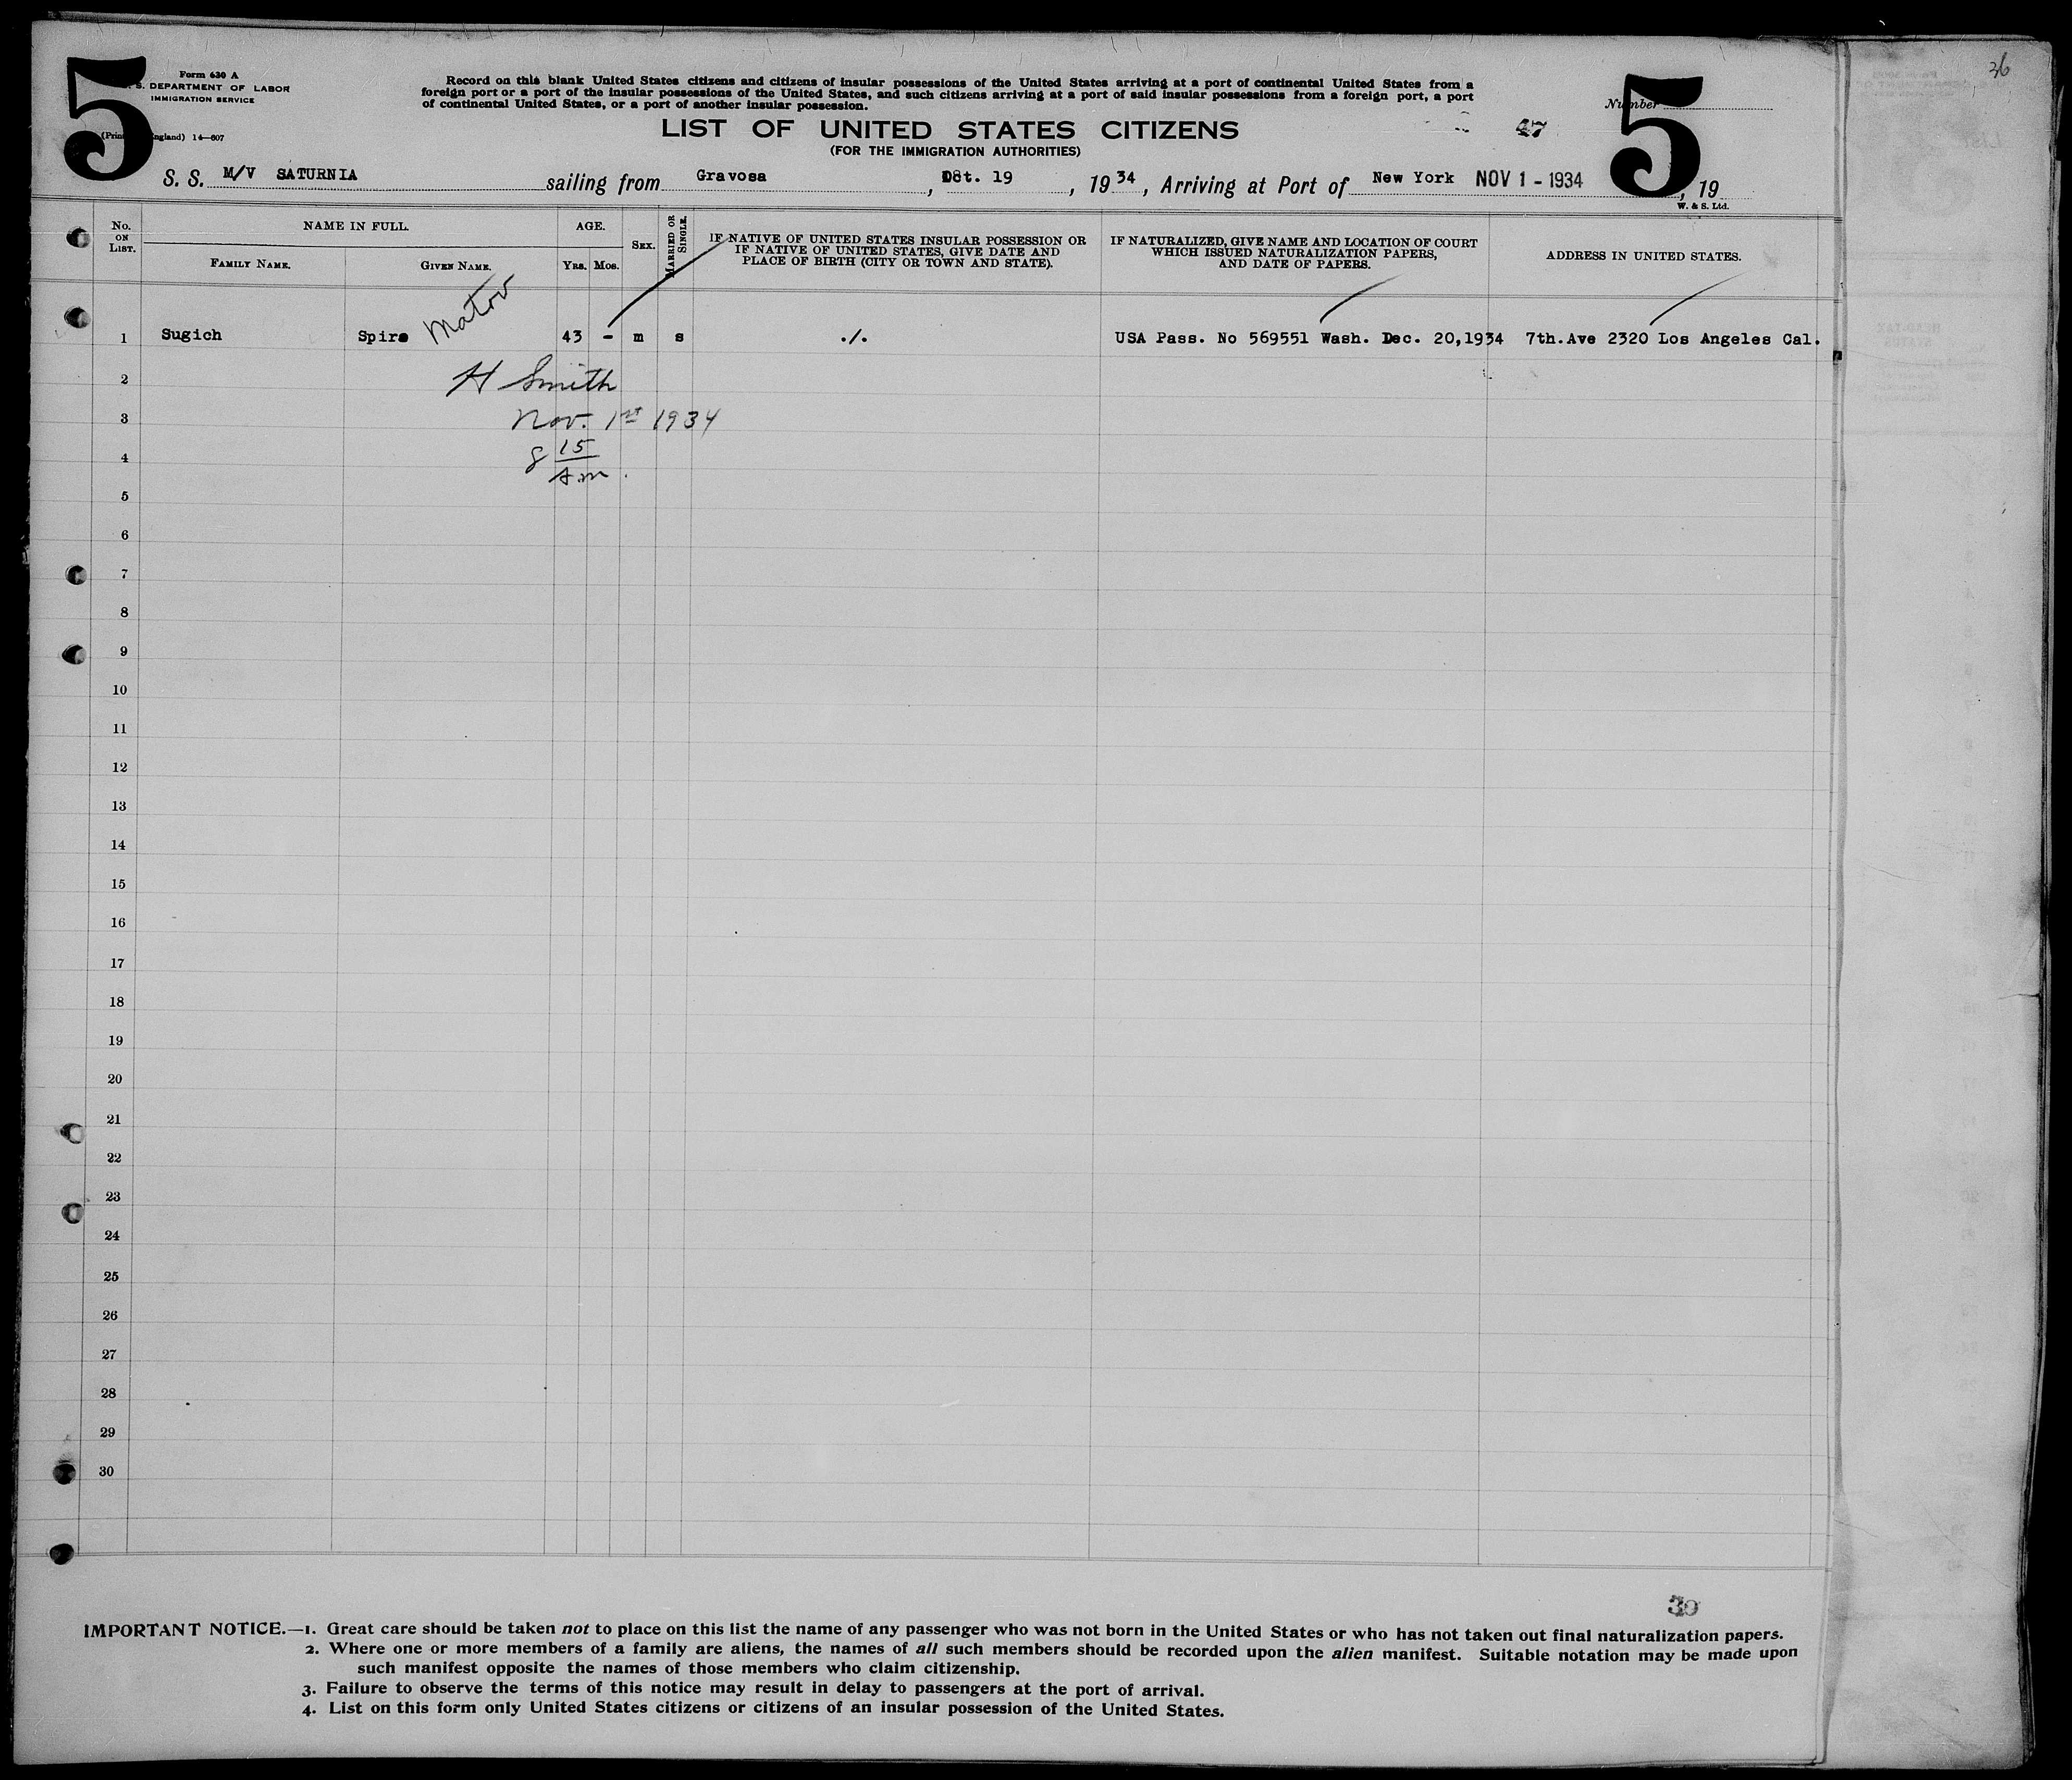 5
Form 630 A
S. DEPARTMENT OF LABOR
IMMIGRATION SERVICE
14—607
Record on this blank United States citizens and citizens of insular possessions of the United States arriving at a port of continental United States from a
foreign port or a port of the insular possessions of the United States, and such citizens arriving at a port of said insular possessions from a foreign port, a port
of continental United States, or a port of another insular possession.
36
Number
5
LIST OF UNITED STATES CITIZENS
47
(FOR THE IMMIGRATION AUTHORITIES)
S. S. M/V SATURNIA sailing from Gravosa, 19, 1934, Arriving at Port of New York NOV 1 - 1934, 19
W. & S. Ltd.
No. ON LIST.
NAME IN FULL.
FAMILY NAME.
GIVEN NAME.
AGE.
YRS. MOS.
SEX.
MARRIED OR SINGLE.
IF NATIVE OF UNITED STATES INSULAR POSSESSION OR
IF NATIVE OF UNITED STATES, GIVE DATE AND
PLACE OF BIRTH (CITY OR TOWN AND STATE).
IF NATURALIZED, GIVE NAME AND LOCATION OF COURT
WHICH ISSUED NATURALIZATION PAPERS,
AND DATE OF PAPERS.
ADDRESS IN UNITED STATES.
1 Sugich Spiro Matov 43 - m s ./. USA Pass. No 569551 Wash. Dec. 20,1934 7th.Ave 2320 Los Angeles Cal.
2 H Smith
3 Nov. 1st 1934
4 8 15
A.m.
5
6
7
8
9
10
11
12
13
14
15
16
17
18
19
20
21
22
23
24
25
26
27
28
29
30
30
IMPORTANT NOTICE.—1. Great care should be taken not to place on this list the name of any passenger who was not born in the United States or who has not taken out final naturalization papers.
2. Where one or more members of a family are aliens, the names of all such members should be recorded upon the alien manifest. Suitable notation may be made upon
such manifest opposite the names of those members who claim citizenship.
3. Failure to observe the terms of this notice may result in delay to passengers at the port of arrival.
4. List on this form only United States citizens or citizens of an insular possession of the United States.